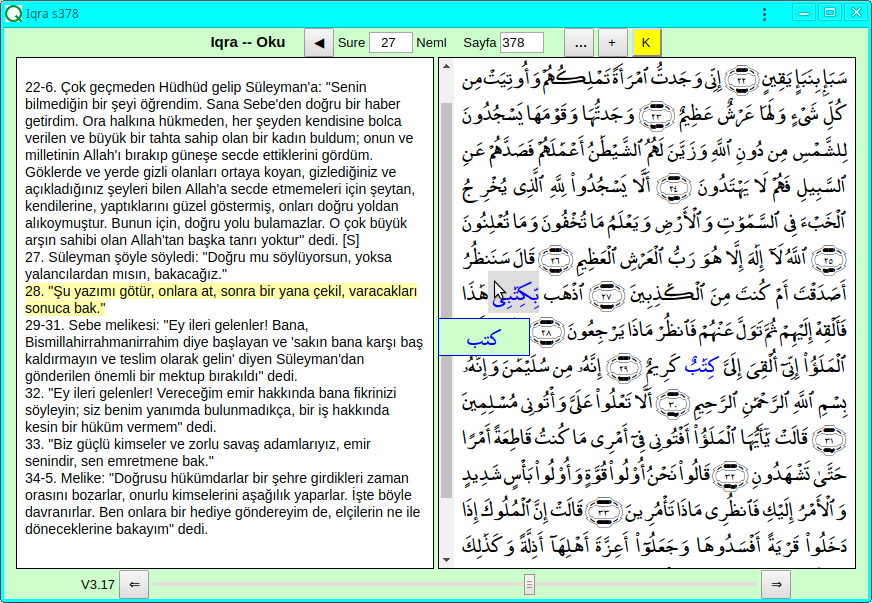 Iqra s378
Iqra -- Oku ◀ Sure 27 Neml Sayfa 378 ... + K
22-6. Çok geçmeden Hüdhüd gelip Süleyman'a: "Senin
bilmediğin bir şeyi öğrendim. Sana Sebe'den doğru bir haber
getirdim. Ora halkına hükmeden, her şeyden kendisine bolca
verilen ve büyük bir tahta sahip olan bir kadın buldum; onun ve
milletinin Allah'ı bırakıp güneşe secde ettiklerini gördüm.
Göklerde ve yerde gizli olanları ortaya koyan, gizlediğiniz ve
açıkladığınız şeyleri bilen Allah'a secde etmemeleri için şeytan,
kendilerine, yaptıklarını güzel göstermiş, onları doğru yoldan
alıkoymuştur. Bunun için, doğru yolu bulamazlar. O çok büyük
arşın sahibi olan Allah'tan başka tanrı yoktur" dedi. [S]
27. Süleyman şöyle söyledi: "Doğru mu söylüyorsun, yoksa
yalancılardan mısın, bakacağız."
28. "Şu yazımı götür, onlara at, sonra bir yana çekil, varacakları
sonuca bak."
29-31. Sebe melikesi: "Ey ileri gelenler! Bana,
Bismillahirrahmanirrahim diye başlayan ve 'sakın bana karşı baş
kaldırmayın ve teslim olarak gelin' diyen Süleyman'dan
gönderilen önemli bir mektup bırakıldı" dedi.
32. "Ey ileri gelenler! Vereceğim emir hakkında bana fikrinizi
söyleyin; siz benim yanımda bulunmadıkça, bir iş hakkında
kesin bir hüküm vermem" dedi.
33. "Biz güçlü kimseler ve zorlu savaş adamlarıyız, emir
senindir, sen emretmene bak."
34-5. Melike: "Doğrusu hükümdarlar bir şehre girdikleri zaman
orasını bozarlar, onurlu kimselerini aşağılık yaparlar. İşte böyle
davranırlar. Ben onlara bir hediye göndereyim de, elçilerin ne ile
döneceklerine bakayım" dedi.
سَبَإٍ بِنَبَإٍ يَقِينٍ ٢٢ إِنِّي وَجَدتُّ ٱمْرَأَةً تَمْلِكُهُمْ وَأُوتِيَتْ مِن
كُلِّ شَيْءٍ وَلَهَا عَرْشٌ عَظِيمٌ ٢٣ وَجَدتُّهَا وَقَوْمَهَا يَسْجُدُونَ
لِلشَّمْسِ مِن دُونِ ٱللَّهِ وَزَيَّنَ لَهُمُ ٱلشَّيْطَٰنُ أَعْمَٰلَهُمْ فَصَدَّهُمْ عَنِ
ٱلسَّبِيلِ فَهُمْ لَا يَهْتَدُونَ ٢٤ أَلَّا يَسْجُدُوا۟ لِلَّهِ ٱلَّذِى يُخْرِجُ
ٱلْخَبْءَ فِى ٱلسَّمَٰوَٰتِ وَٱلْأَرْضِ وَيَعْلَمُ مَا تُخْفُونَ وَمَا تُعْلِنُونَ
٢٥ ٱللَّهُ لَآ إِلَٰهَ إِلَّا هُوَ رَبُّ ٱلْعَرْشِ ٱلْعَظِيمِ ٢٦ قَالَ سَنَنظُرُ
أَصَدَقْتَ أَمْ كُنتَ مِنَ ٱلْكَٰذِبِينَ ٢٧ ٱذْهَب بِّكِتَٰبِى هَٰذَا
فَأَلْقِهْ إِلَيْهِمْ ثُمَّ تَوَلَّ عَنْهُمْ فَٱنظُرْ مَاذَا يَرْجِعُونَ ٢٨
كتب
ٱلْمَلَؤُا۟ إِنِّىٓ أُلْقِىَ إِلَىَّ كِتَٰبٌ كَرِيمٌ ٢٩ إِنَّهُۥ مِن سُلَيْمَٰنَ وَإِنَّهُۥ
بِسْمِ ٱللَّهِ ٱلرَّحْمَٰنِ ٱلرَّحِيمِ ٣٠ أَلَّا تَعْلُوا۟ عَلَىَّ وَأْتُونِى مُسْلِمِينَ
٣١ قَالَتْ يَٰٓأَيُّهَا ٱلْمَلَؤُا۟ أَفْتُونِى فِىٓ أَمْرِى مَا كُنتُ قَاطِعَةً أَمْرًا
حَتَّىٰ تَشْهَدُونِ ٣٢ قَالُوا۟ نَحْنُ أُو۟لُوا۟ قُوَّةٍ وَأُو۟لُوا۟ بَأْسٍ شَدِيدٍ
وَٱلْأَمْرُ إِلَيْكِ فَٱنظُرِى مَاذَا تَأْمُرِينَ ٣٣ قَالَتْ إِنَّ ٱلْمُلُوكَ إِذَا
دَخَلُوا۟ قَرْيَةً أَفْسَدُوهَا وَجَعَلُوٓا۟ أَعِزَّةَ أَهْلِهَآ أَذِلَّةً وَكَذَٰلِكَ
V3.17 ⇐ ⇒